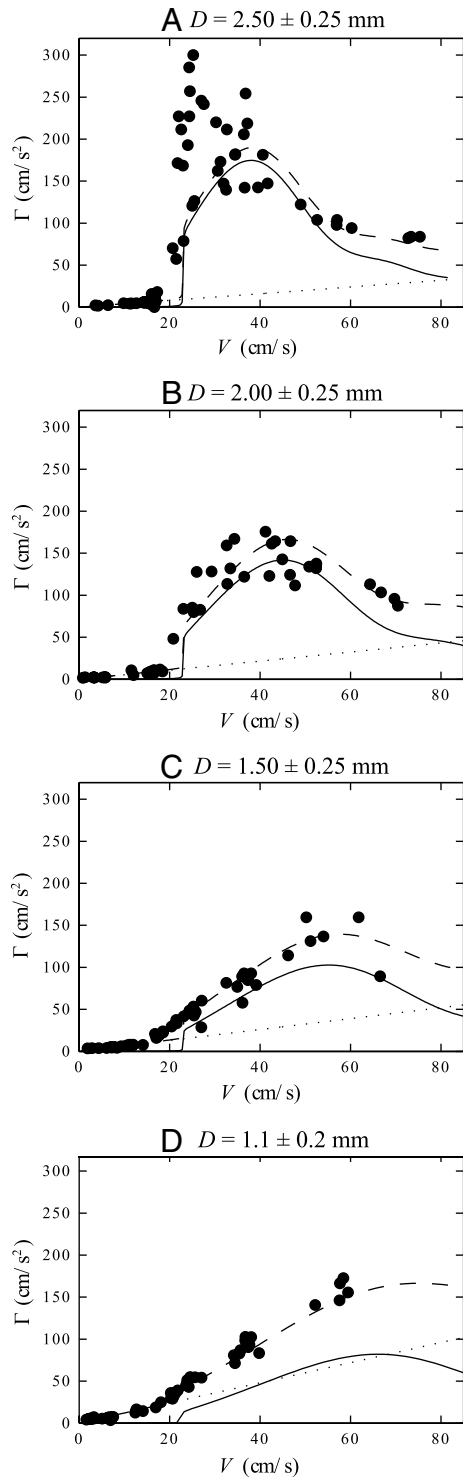 A D = 2.50 ± 0.25 mm
300
250
200
150
100
50
0
Γ (cm/s²)
0 20 40 60 80
V (cm/s)
B D = 2.00 ± 0.25 mm
300
250
200
150
100
50
0
Γ (cm/s²)
0 20 40 60 80
V (cm/s)
C D = 1.50 ± 0.25 mm
300
250
200
150
100
50
0
Γ (cm/s²)
0 20 40 60 80
V (cm/s)
D D = 1.1 ± 0.2 mm
300
250
200
150
100
50
0
Γ (cm/s²)
0 20 40 60 80
V (cm/s)